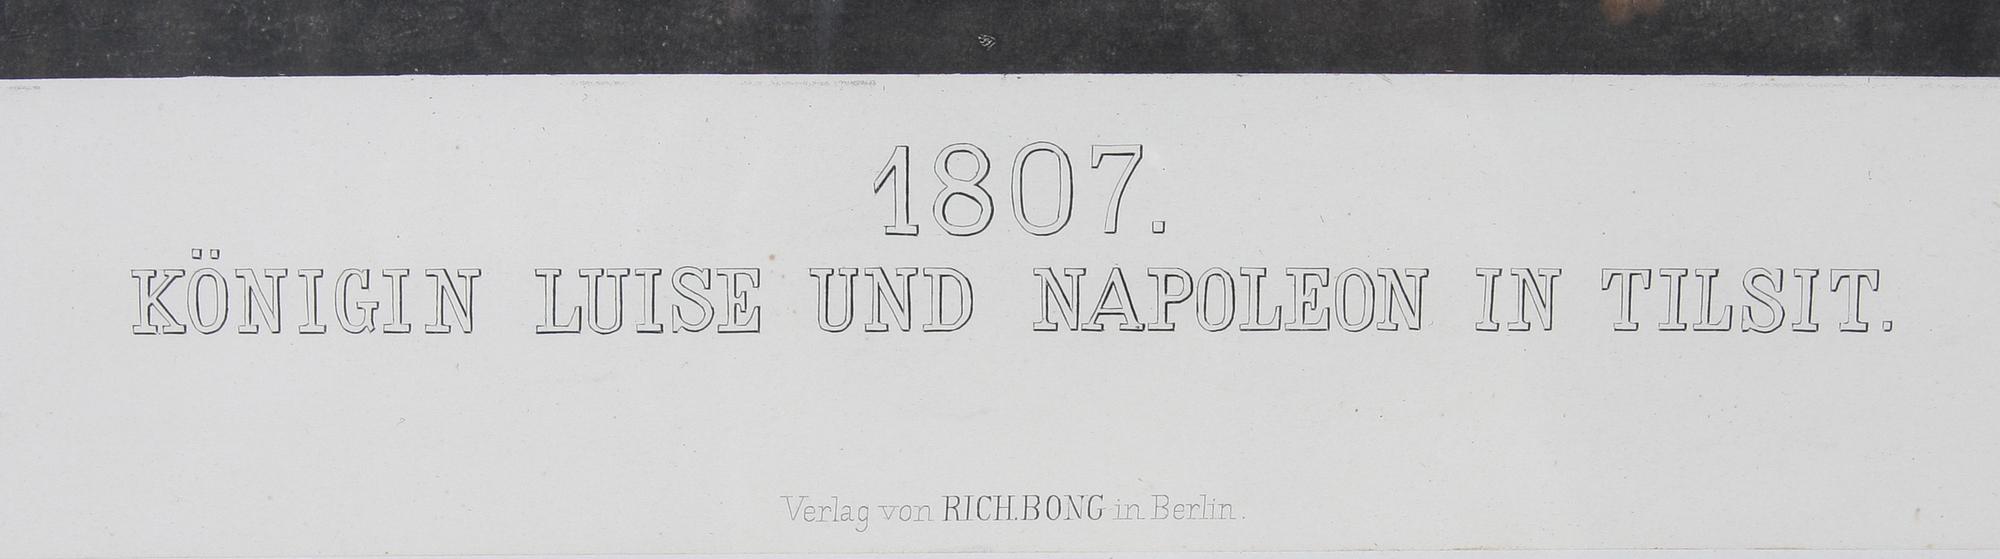 1807.
KÖNIGIN LUISE UND NAPOLEON IN TILSIT.
Verlag von RICH.BONG in Berlin.